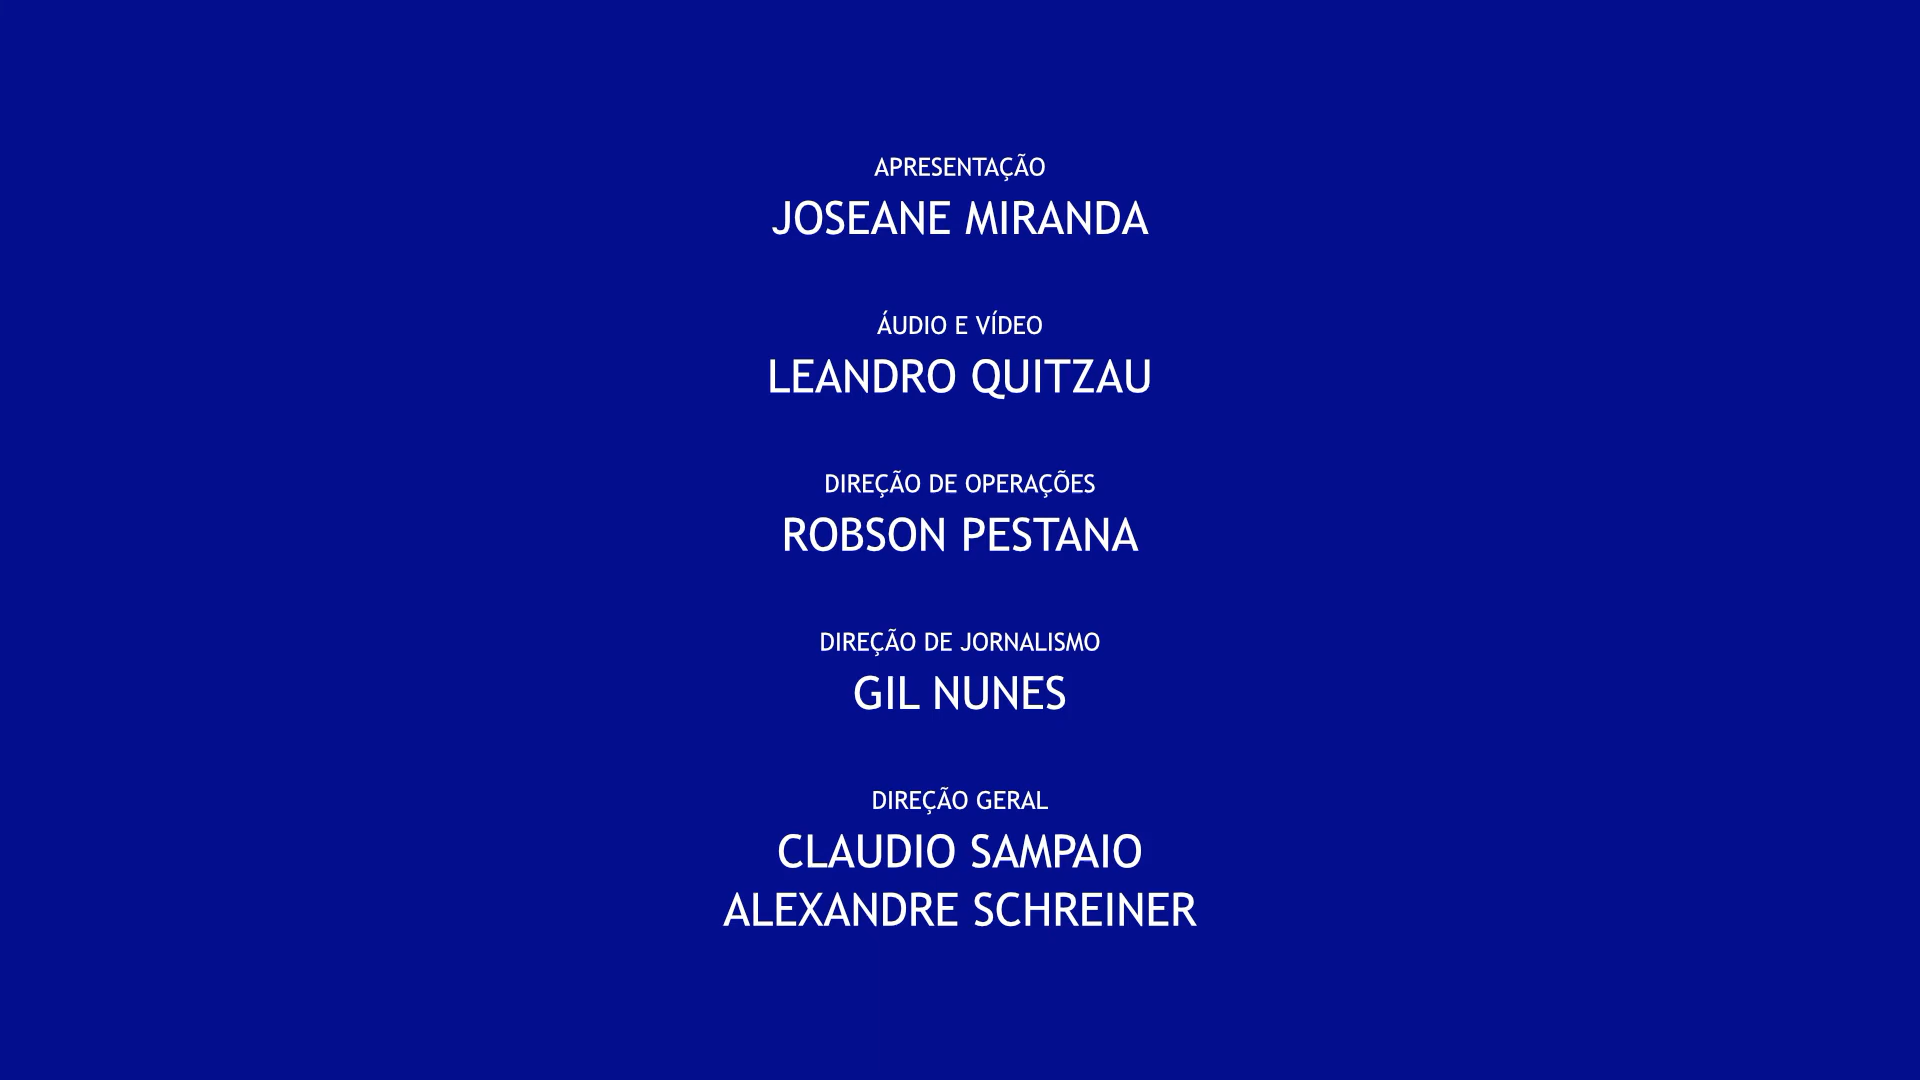 APRESENTAÇÃO
JOSEANE MIRANDA
ÁUDIO E VÍDEO
LEANDRO QUITZAU
DIREÇÃO DE OPERAÇÕES
ROBSON PESTANA
DIREÇÃO DE JORNALISMO
GIL NUNES
DIREÇÃO GERAL
CLAUDIO SAMPAIO
ALEXANDRE SCHREINER